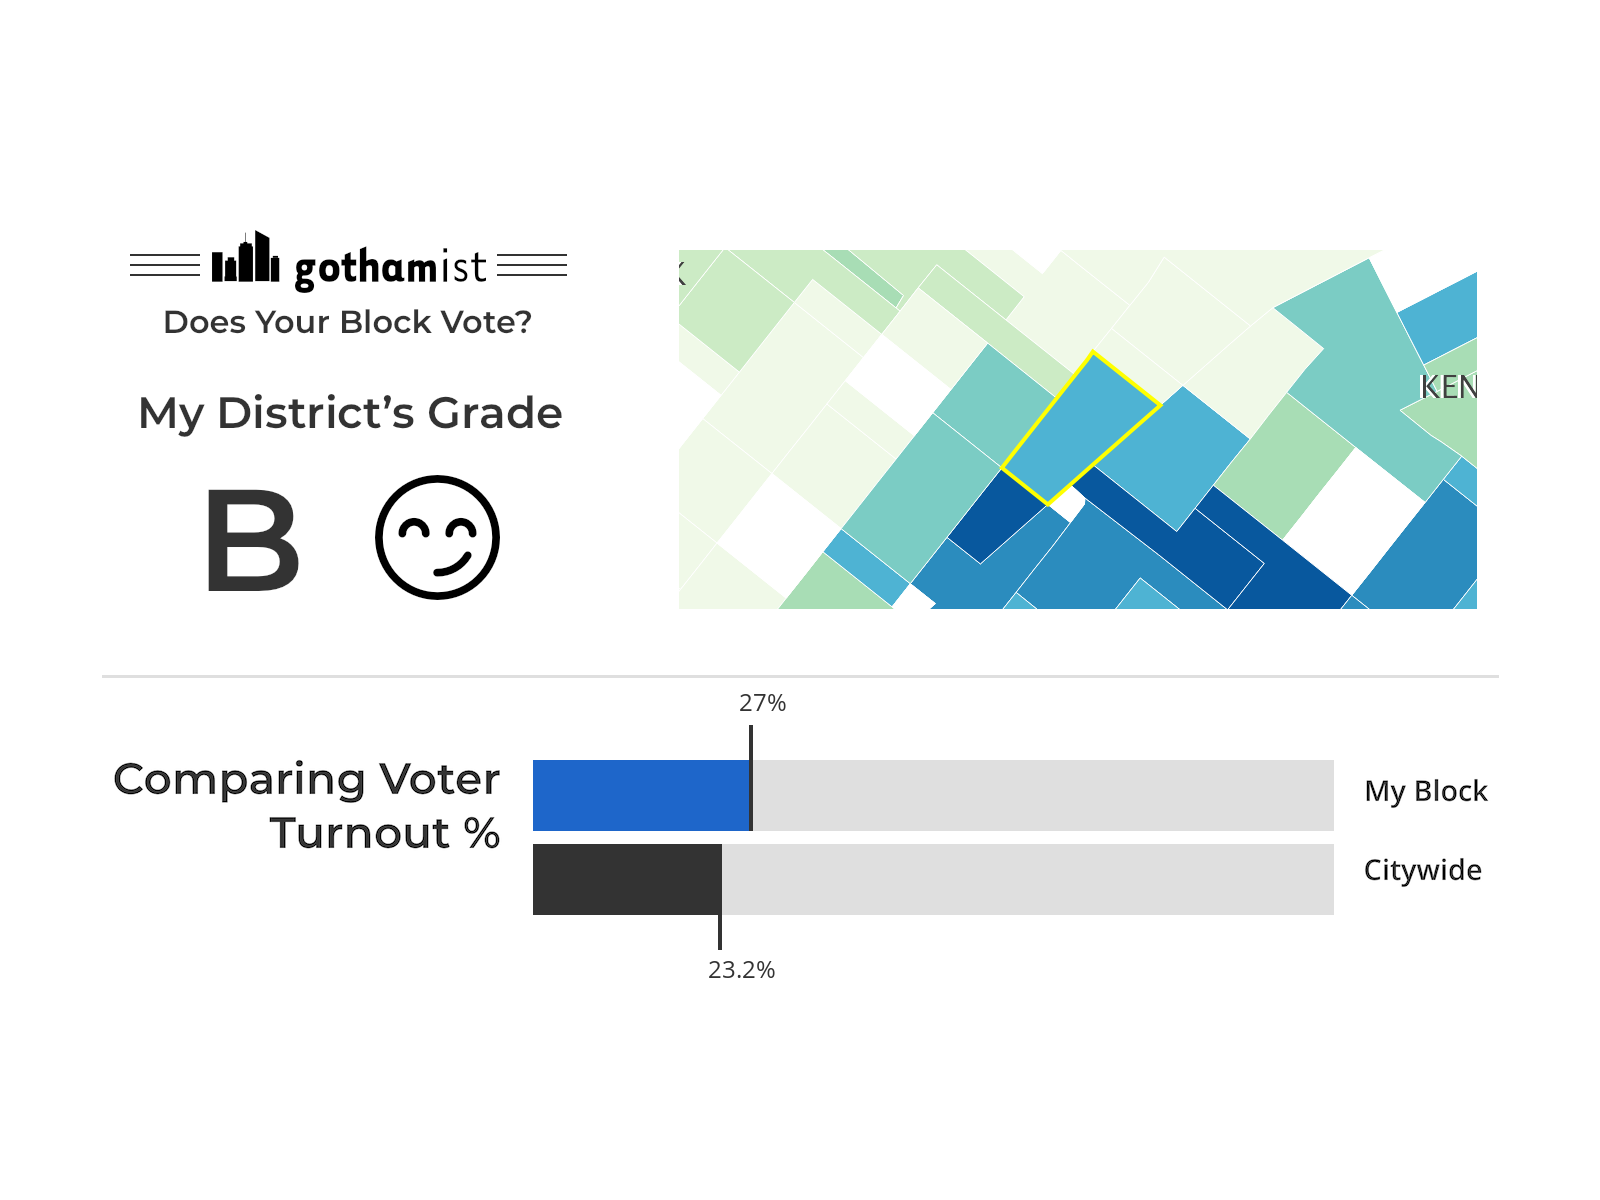 gothamist
Does Your Block Vote?
My District's Grade
B
K
KEN
27%
Comparing Voter
Turnout %
My Block
Citywide
23.2%